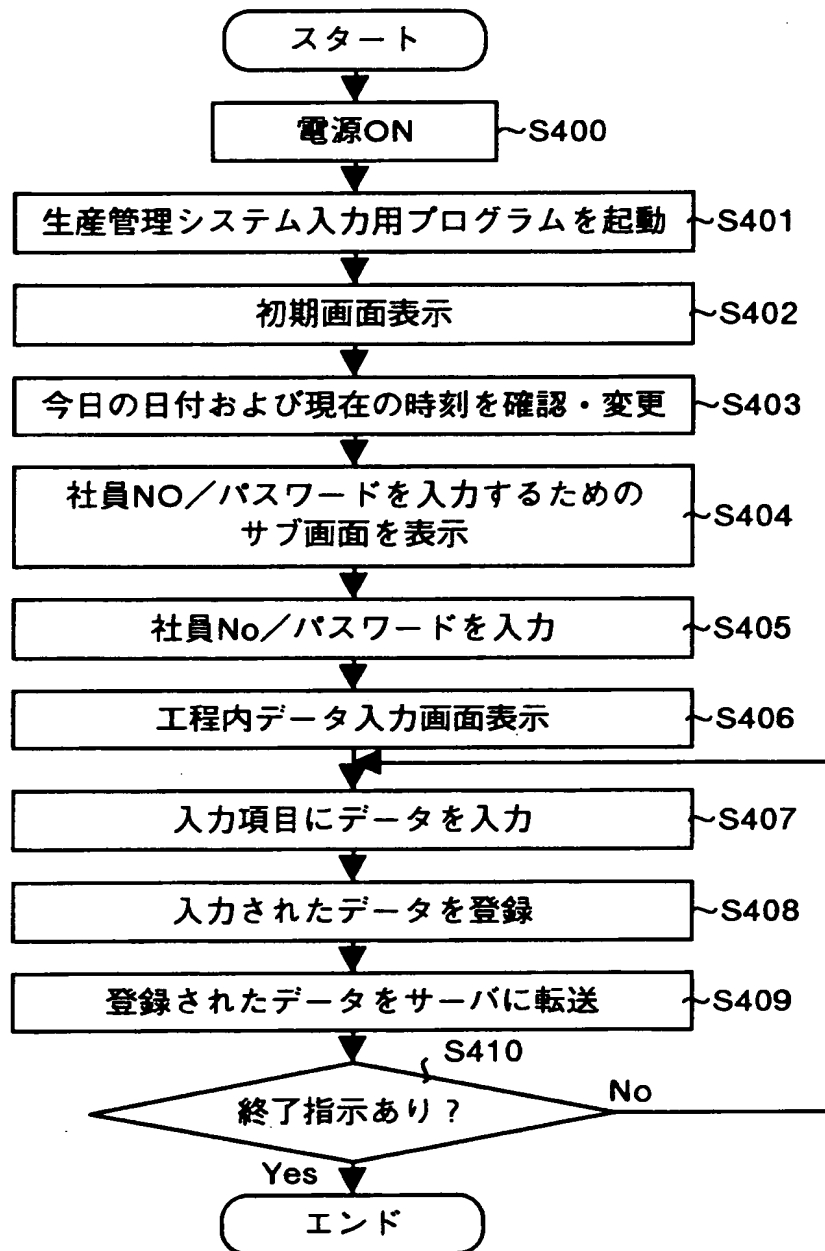 スタート
電源ON ～S400
生産管理システム入力用プログラムを起動 ～S401
初期画面表示 ～S402
今日の日付および現在の時刻を確認・変更 ～S403
社員NO／パスワードを入力するための
サブ画面を表示 ～S404
社員No／パスワードを入力 ～S405
工程内データ入力画面表示 ～S406
入力項目にデータを入力 ～S407
入力されたデータを登録 ～S408
登録されたデータをサーバに転送 ～S409
S410
終了指示あり？ No
Yes
エンド